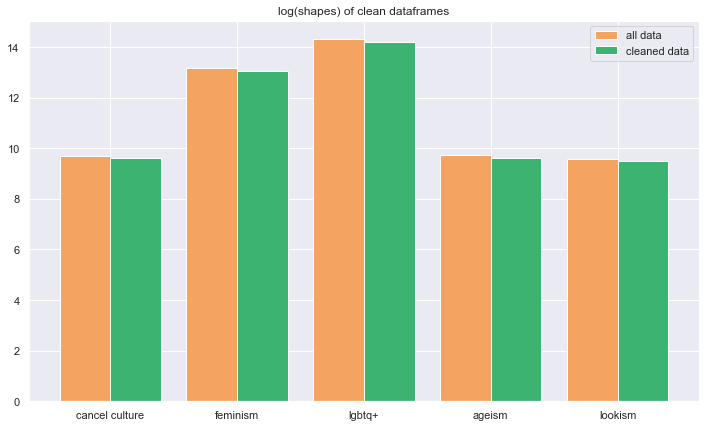 log(shapes) of clean dataframes
all data
cleaned data
14
12
10
8
6
4
2
0
cancel culture
feminism
lgbtq+
ageism
lookism